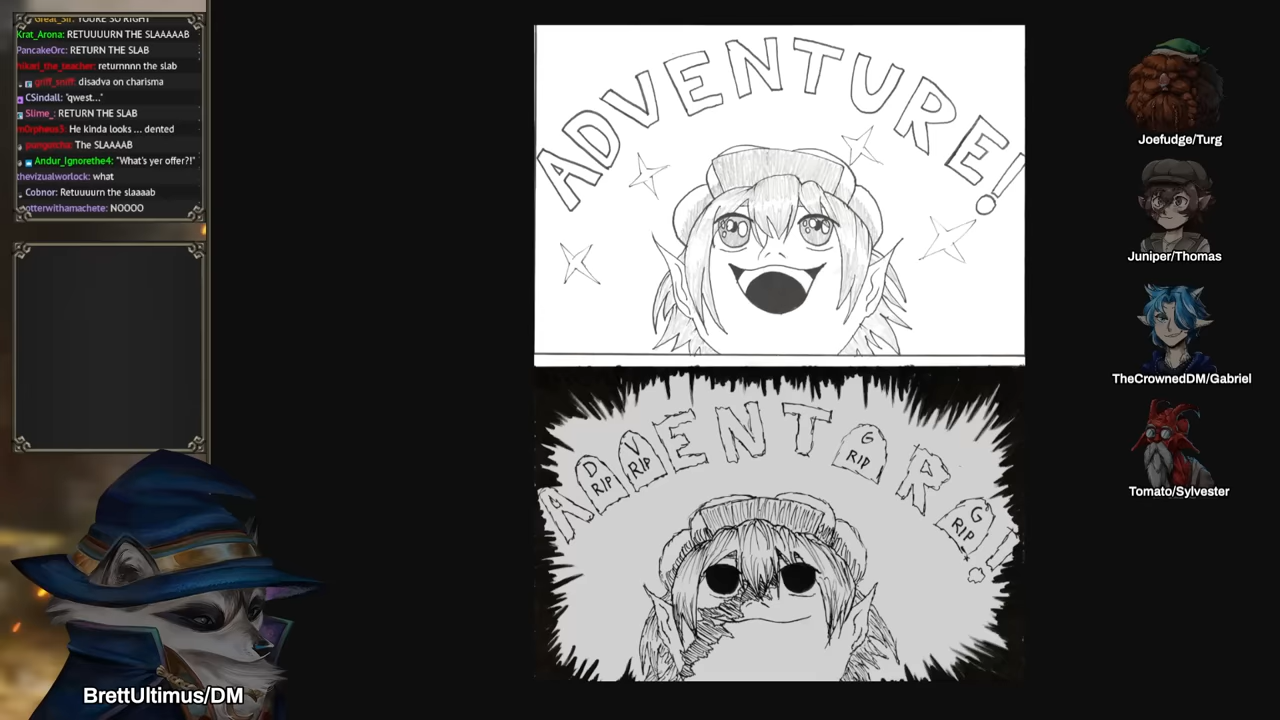 Great_Sir: YOURE SO RIGHT
Krat_Arona: RETUUUURN THE SLAAAAAB
PancakeOrc: RETURN THE SLAB
hikari_the_teacher: returnnnn the slab
griff_sniff: disadva on charisma
CSindall: "qwest..."
Slime_: RETURN THE SLAB
m0rpheus3: He kinda looks ... dented
The SLAAAAB
Andur_Ignorethe4: "What's yer offer?!"
thevizualworlock: what
Cobnor: Retuuuurn the slaaaab
otterwithamachete: NOOOO
ADVENTURE!
A D RIP V RIP E N T G RIP R G RIP !
Joefudge/Turg
Juniper/Thomas
TheCrownedDM/Gabriel
Tomato/Sylvester
BrettUltimus/DM